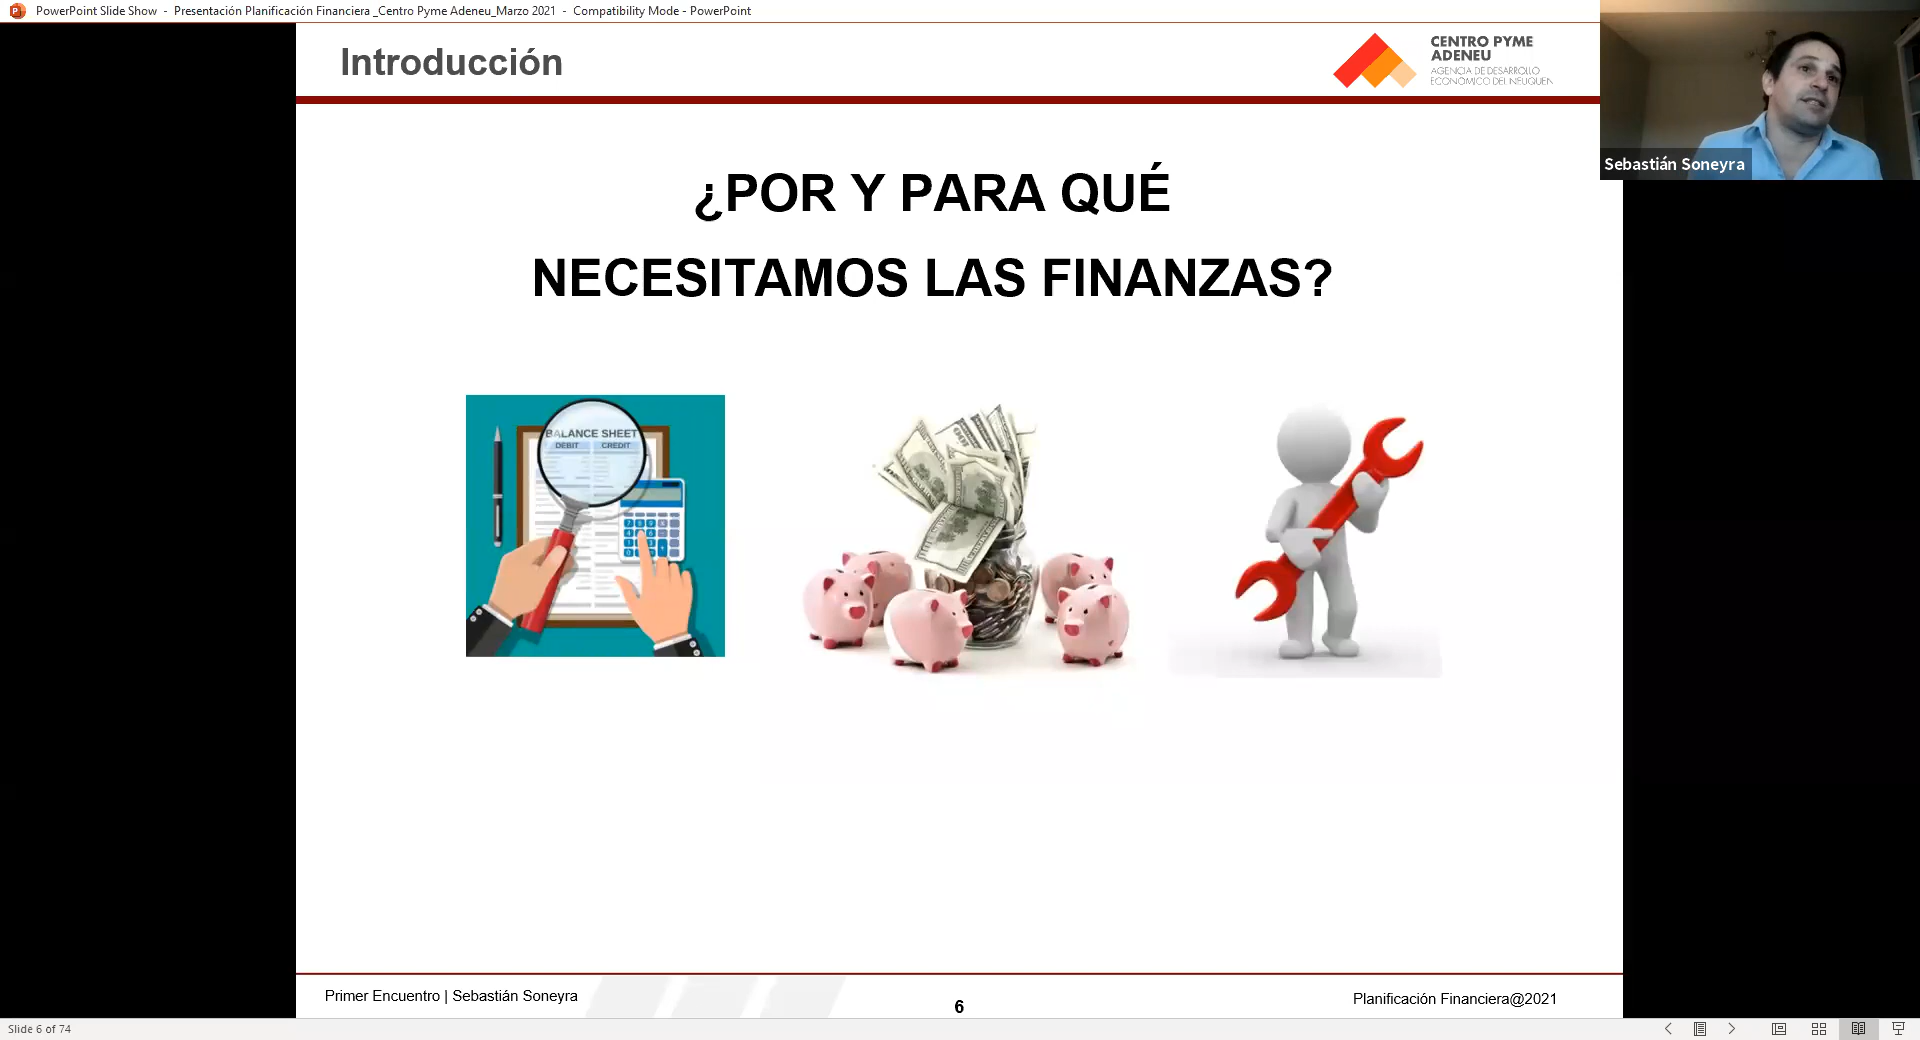 PowerPoint Slide Show - Presentación Planificación Financiera _Centro Pyme Adeneu_Marzo 2021 - Compatibility Mode - PowerPoint
Introducción
CENTRO PYME
ADENEU
AGENCIA DE DESARROLLO
ECONOMICO DEL NEUQUEN
Sebastián Soneyra
¿POR Y PARA QUÉ
NECESITAMOS LAS FINANZAS?
BALANCE SHEET
DEBIT CREDIT
Primer Encuentro | Sebastián Soneyra
6
Planificación Financiera@2021
Slide 6 of 74